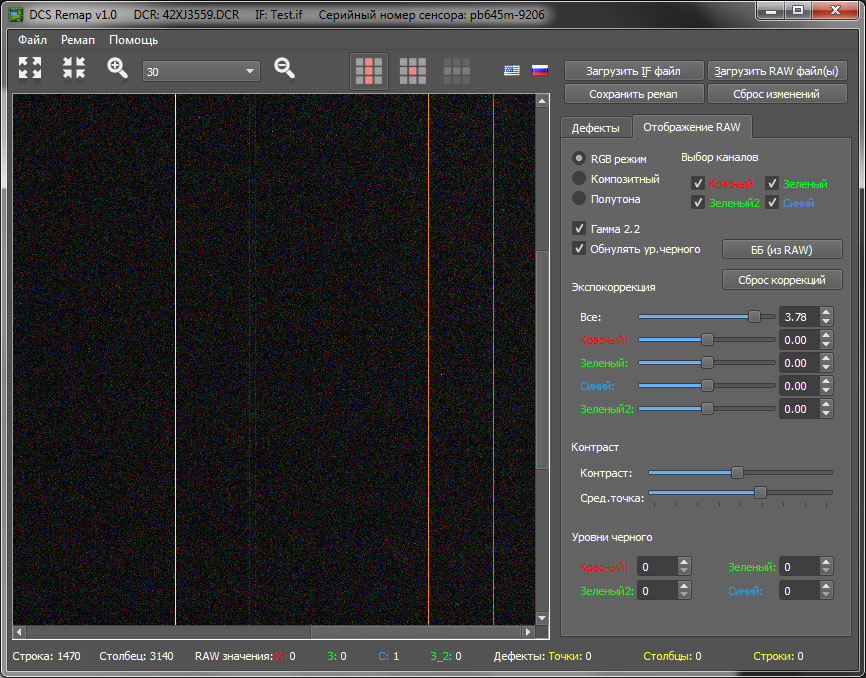 DCS Remap v1.0 DCR: 42XJ3559.DCR IF: Test.if Серийный номер сенсора: pb645m-9206
Файл Ремап Помощь
30
Загрузить IF файл Загрузить RAW файл(ы)
Сохранить ремап Сброс изменений
Дефекты Отображение RAW
RGB режим
Композитный
Полутона
Выбор каналов
Красный Зеленый
Зеленый2 Синий
Гамма 2.2
Обнулять ур.черного
ББ (из RAW)
Сброс коррекций
Экспокоррекция
Все: 3.78
Красный: 0.00
Зеленый: 0.00
Синий: 0.00
Зеленый2: 0.00
Контраст
Контраст:
Сред.точка:
Уровни черного
Красный: 0 Зеленый: 0
Зеленый2: 0 Синий: 0
Строка: 1470 Столбец: 3140 RAW значения: К: 0 З: 0 С: 1 З_2: 0 Дефекты: Точки: 0 Столбцы: 0 Строки: 0